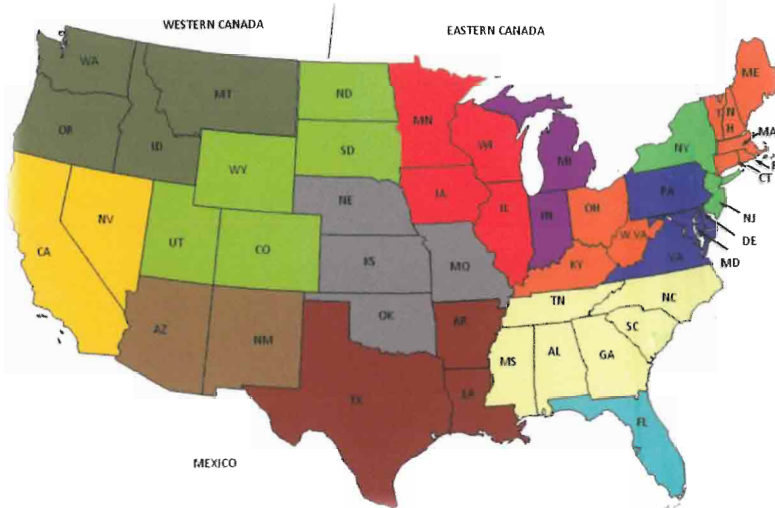 WESTERN CANADA
EASTERN CANADA
WA
MT
ND
MN
ME
OR
ID
SD
WI
MI
NY
V
T
N
H
MA
R
CT
WY
IA
NE
IL
IN
OH
PA
NJ
NV
UT
CO
CA
KS
MO
W.VA
VA
DE
MD
KY
AZ
NM
OK
AR
TN
NC
SC
TX
LA
MS
AL
GA
FL
MEXICO